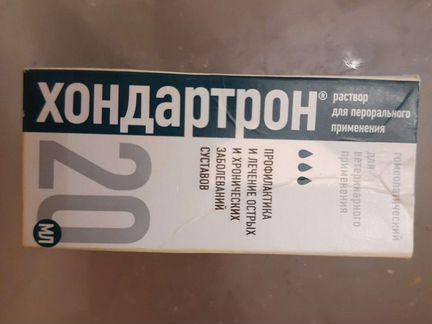 ХОНДАРТРОН®
раствор
для перорального
применения
20
МЛ
ПРОФИЛАКТИКА
И ЛЕЧЕНИЕ ОСТРЫХ
И ХРОНИЧЕСКИХ
ЗАБОЛЕВАНИЙ
СУСТАВОВ
гомеопатический
для
ветеринарного
применения